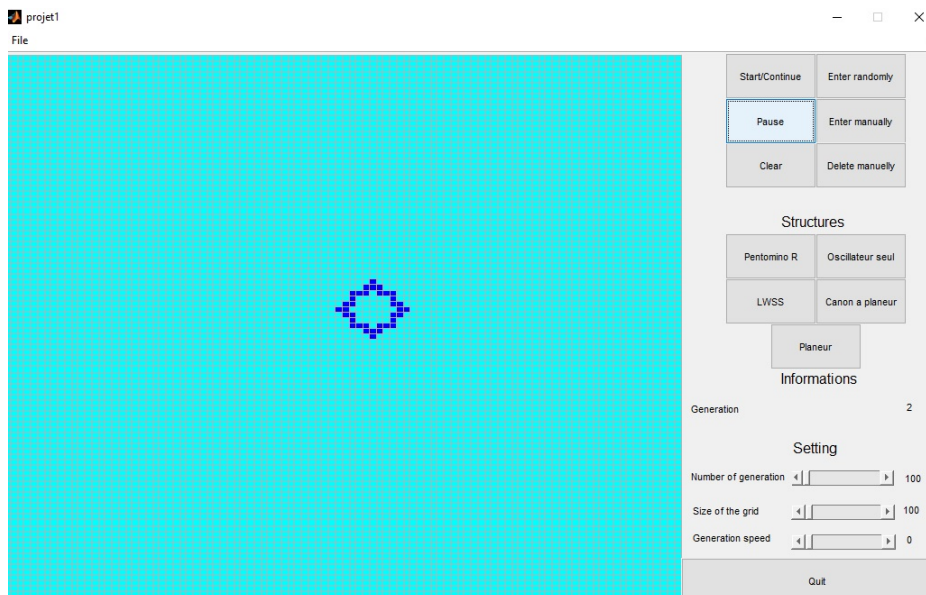 projet1
File
Start/Continue Enter randomly
Pause Enter manually
Clear Delete manuelly
Structures
Pentomino R Oscillateur seul
LWSS Canon a planeur
Planeur
Informations
Generation 2
Setting
Number of generation 100
Size of the grid 100
Generation speed 0
Quit